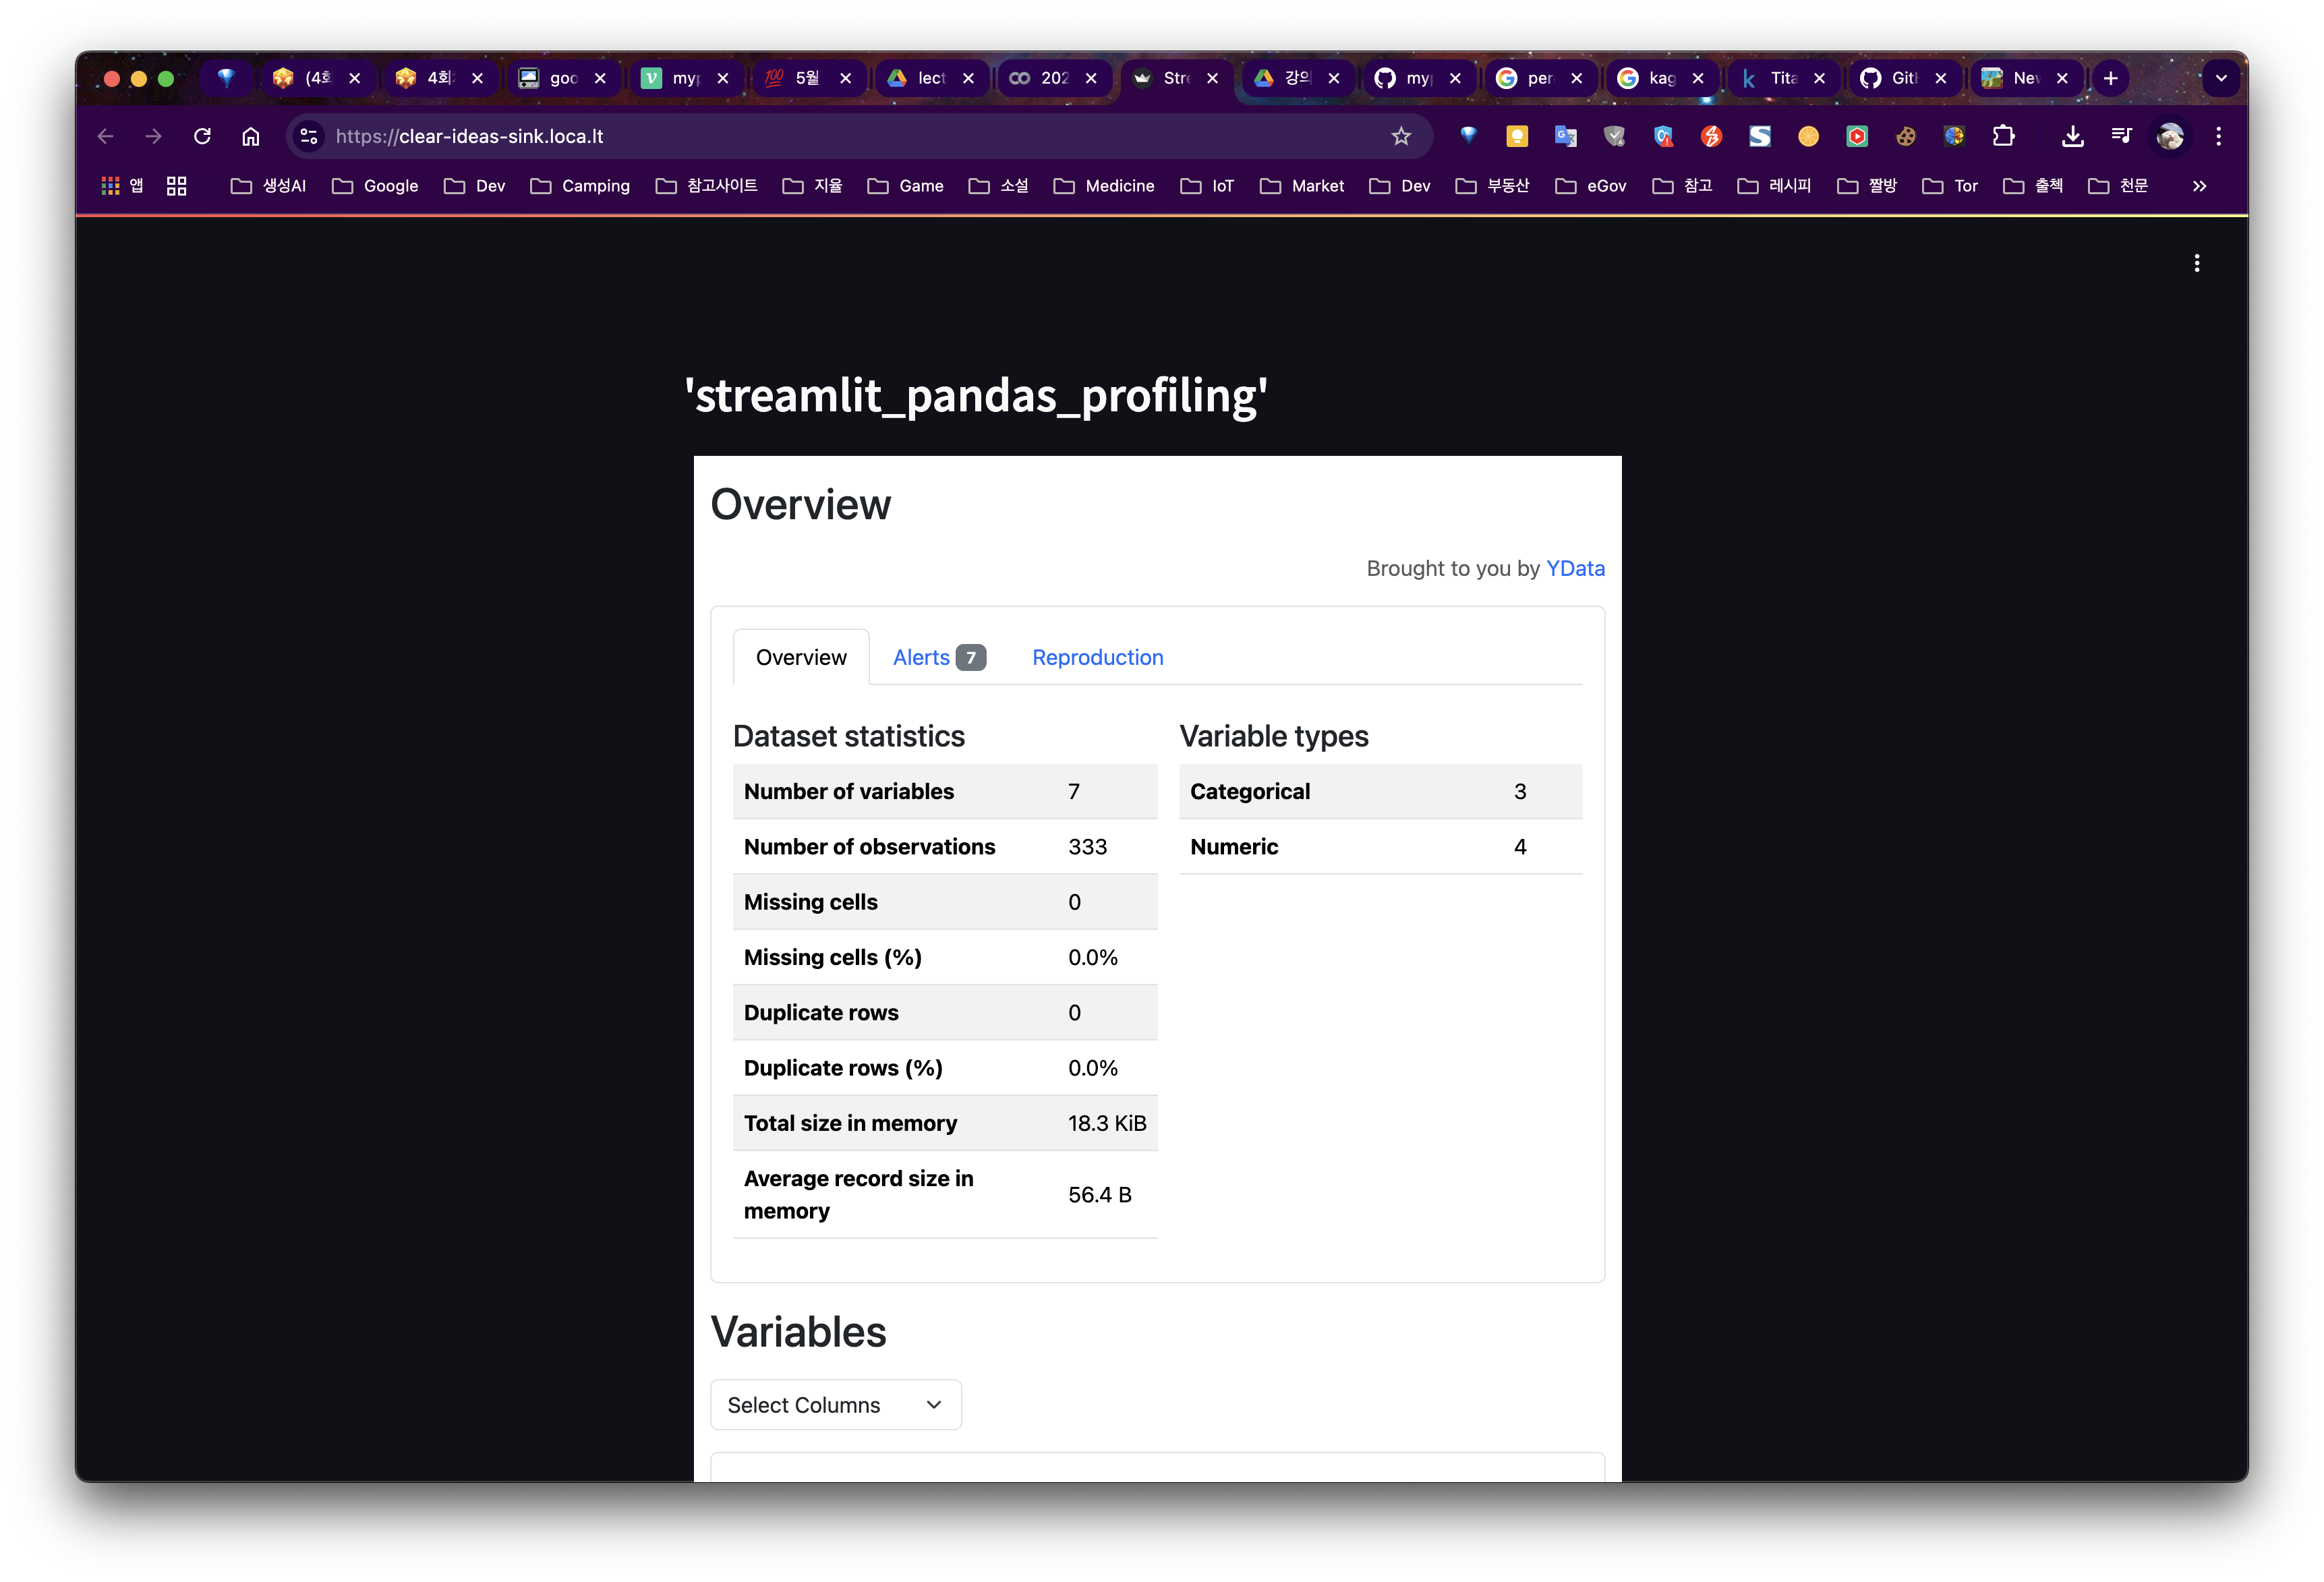 (4회 4회 goo myp 5월 lect 202 Stre 강의 my per kag Tita Gith Nev
https://clear-ideas-sink.loca.lt
앱 생성AI Google Dev Camping 참고사이트 지율 Game 소설 Medicine IoT Market Dev 부동산 eGov 참고 레시피 짤방 Tor 출첵 천문
'streamlit_pandas_profiling'
Overview
Brought to you by YData
Overview Alerts 7 Reproduction
Dataset statistics
Number of variables 7
Number of observations 333
Missing cells 0
Missing cells (%) 0.0%
Duplicate rows 0
Duplicate rows (%) 0.0%
Total size in memory 18.3 KiB
Average record size in
memory
56.4 B
Variable types
Categorical 3
Numeric 4
Variables
Select Columns